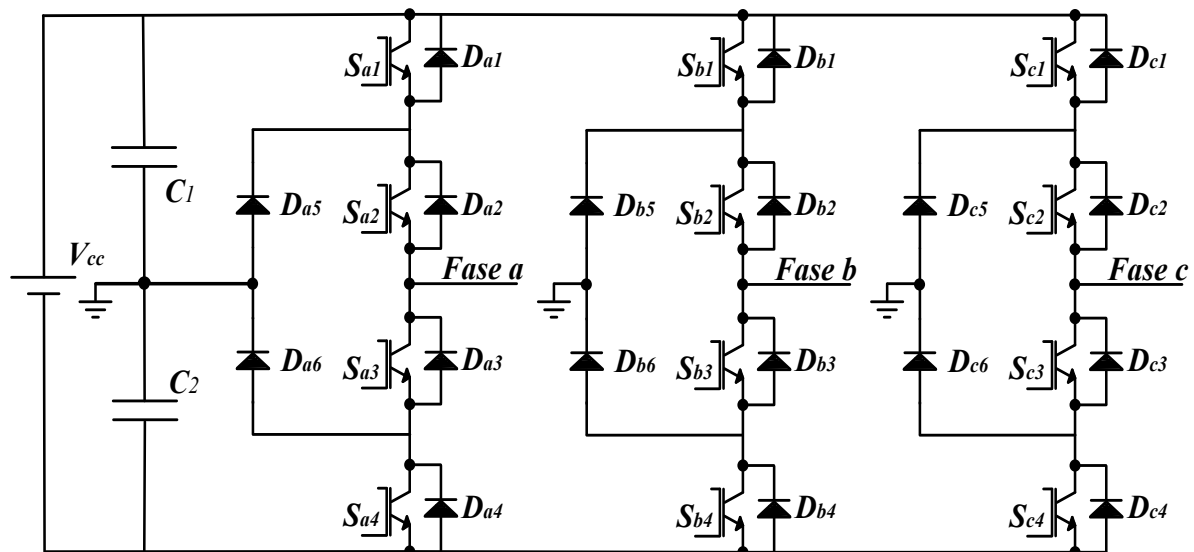 Sa1 Da1 Sb1 Db1 Sc1 Dc1
C1 Da5 Sa2 Da2 Db5 Sb2 Db2 Dc5 Sc2 Dc2
Vcc Fase a Fase b Fase c
C2 Da6 Sa3 Da3 Db6 Sb3 Db3 Dc6 Sc3 Dc3
Sa4 Da4 Sb4 Db4 Sc4 Dc4